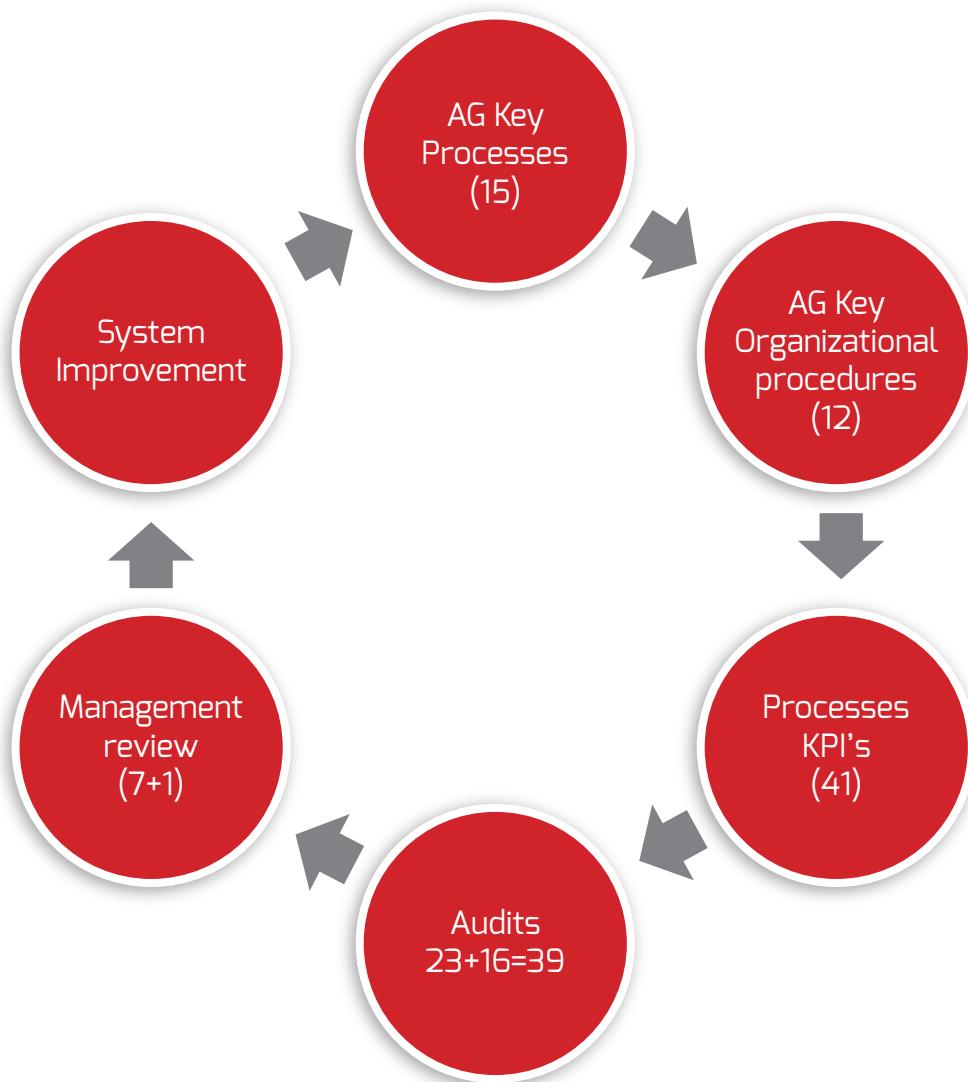 AG Key
Processes
(15)
AG Key
Organizational
procedures
(12)
Processes
KPI's
(41)
Audits
23+16=39
Management
review
(7+1)
System
Improvement